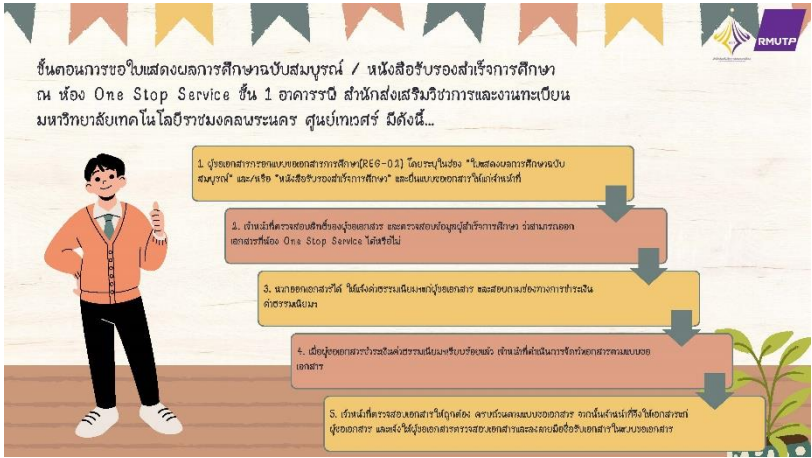 RMUTP
ขั้นตอนการขอใบแสดงผลการศึกษาฉบับสมบูรณ์ / หนังสือรับรองสำเร็จการศึกษา
ณ ห้อง One Stop Service ชั้น 1 อาคารรพี สำนักส่งเสริมวิชาการและงานทะเบียน
มหาวิทยาลัยเทคโนโลยีราชมงคลพระนคร ศูนย์เทเวศร์ มีดังนี้...
1. ผู้ขอเอกสารกรอกแบบขอเอกสารการศึกษา(REG-02) โดยระบุในช่อง "ใบแสดงผลการศึกษาฉบับ
สมบูรณ์" และ/หรือ "หนังสือรับรองสำเร็จการศึกษา" และยื่นแบบขอเอกสารให้แก่เจ้าหน้าที่
2. เจ้าหน้าที่ตรวจสอบสิทธิ์ของผู้ขอเอกสาร และตรวจสอบข้อมูลผู้สำเร็จการศึกษา ว่าสามารถออก
เอกสารที่ห้อง One Stop Service ได้หรือไม่
3. หากออกเอกสารได้ ให้แจ้งค่าธรรมเนียมฯแก่ผู้ขอเอกสาร และสอบถามช่องทางการชำระเงิน
ค่าธรรมเนียมฯ
4. เมื่อผู้ขอเอกสารชำระเงินค่าธรรมเนียมฯเรียบร้อยแล้ว เจ้าหน้าที่ดำเนินการจัดทำเอกสารตามแบบขอ
เอกสาร
5. เจ้าหน้าที่ตรวจสอบเอกสารให้ถูกต้อง ครบถ้วนตามแบบขอเอกสาร จากนั้นเจ้าหน้าที่จึงให้เอกสารแก่
ผู้ขอเอกสาร และแจ้งให้ผู้ขอเอกสารตรวจสอบเอกสารและลงลายมือชื่อรับเอกสารในแบบขอเอกสาร